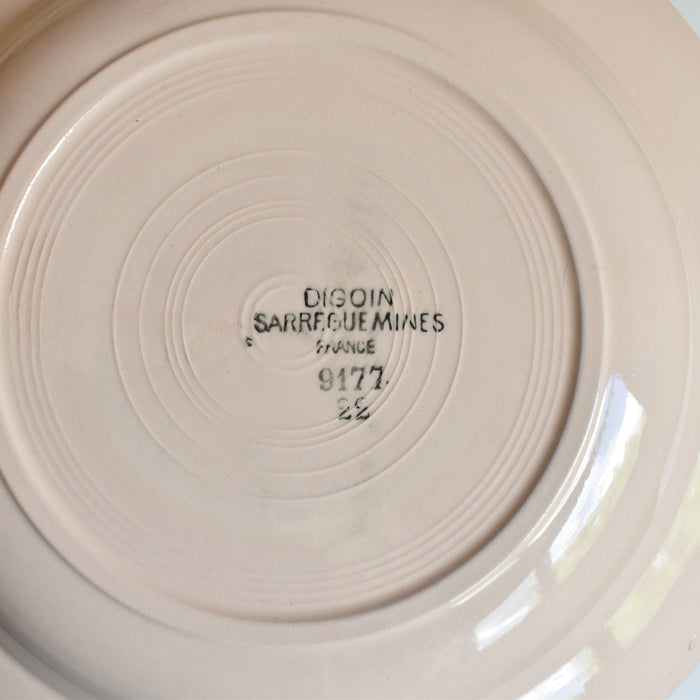 DIGOIN
SARREGUEMINES
FRANCE
9177
22